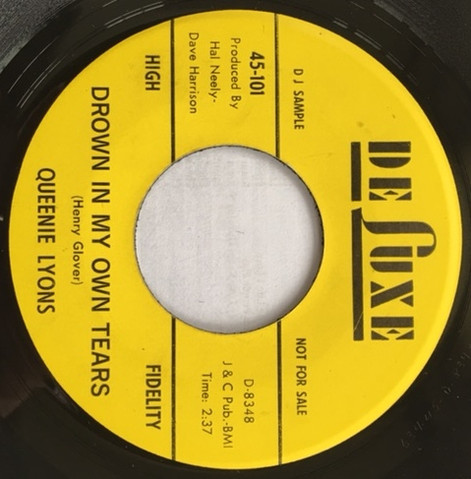 DE LUXE
DJ SAMPLE
NOT FOR SALE
45-101
Produced By
Hal Neely-
Dave Harrison
D-8348
J & C Pub.-BMI
Time: 2:37
HIGH
FIDELITY
DROWN IN MY OWN TEARS
(Henry Glover)
QUEENIE LYONS